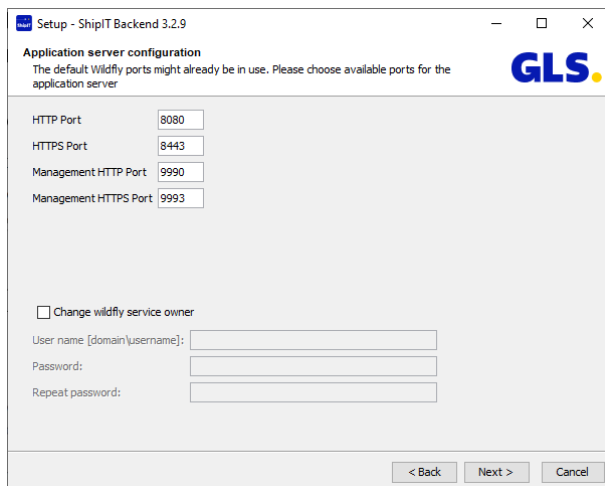 ShipIT
Setup - ShipIT Backend 3.2.9
Application server configuration
The default Wildfly ports might already be in use. Please choose available ports for the
application server
GLS.
HTTP Port 8080
HTTPS Port 8443
Management HTTP Port 9990
Management HTTPS Port 9993
Change wildfly service owner
User name [domain\username]:
Password:
Repeat password:
< Back Next > Cancel